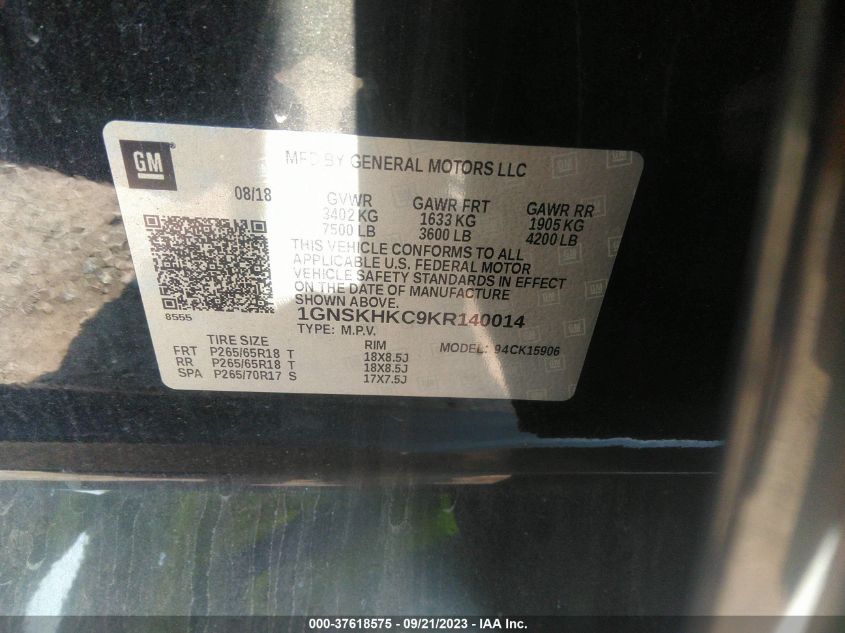 GM
MFD BY GENERAL MOTORS LLC
08/18
GVWR GAWR FRT GAWR RR
3402 KG 1633 KG 1905 KG
7500 LB 3600 LB 4200 LB
THIS VEHICLE CONFORMS TO ALL
APPLICABLE U.S. FEDERAL MOTOR
VEHICLE SAFETY STANDARDS IN EFFECT
ON THE DATE OF MANUFACTURE
SHOWN ABOVE.
8555
1GNSKHKC9KR140014
TYPE: M.P.V.
MODEL: 94CK15906
TIRE SIZE RIM
FRT P265/65R18 T 18X8.5J
RR P265/65R18 T 18X8.5J
SPA P265/70R17 S 17X7.5J
000-37618575 - 09/21/2023 - IAA Inc.